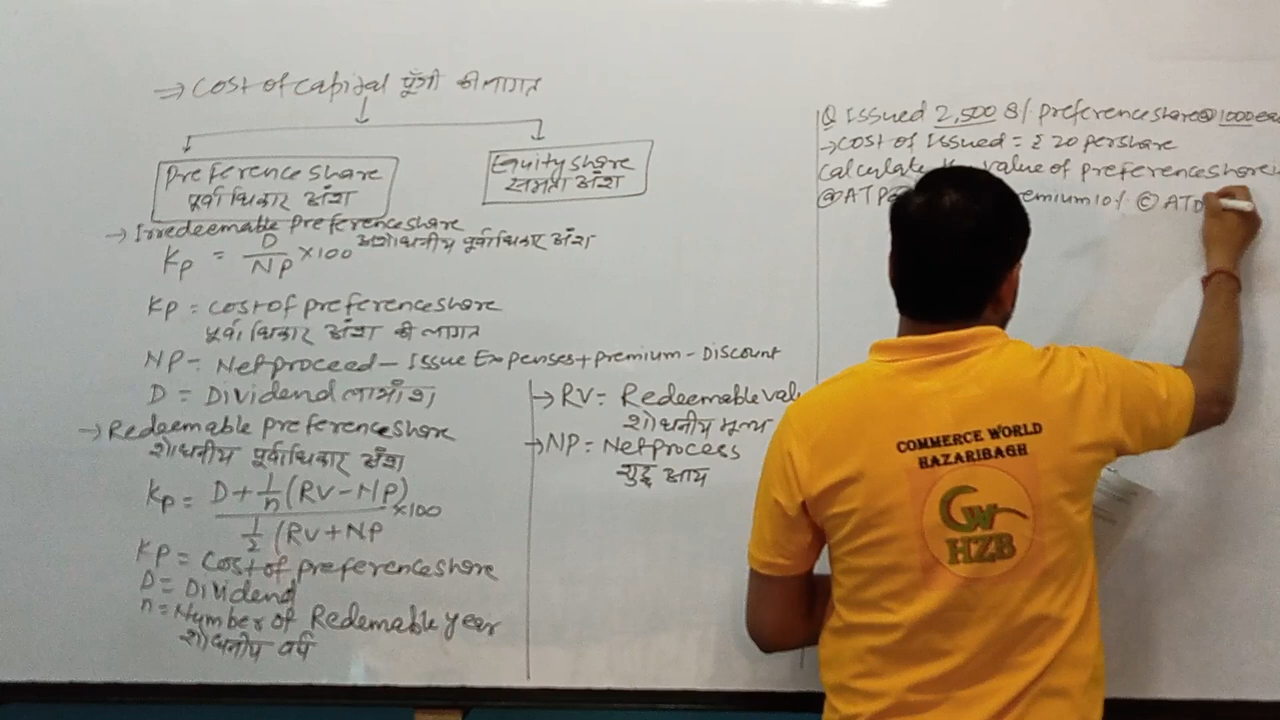 ⇒ Cost of capital पूँजी की लागत
Preference share
पूर्वाधिकार अंश
Equity share
समता अंश
→ Irredeemable preference share
अशोधनीय पूर्वाधिकार अंश
Kp = D/NP ×100
Kp = cost of preference share
पूर्वाधिकार अंश की लागत
NP = Net proceed - Issue Expenses + premium - Discount
D = Dividend लाभांश
→ Redeemable preference share
शोधनीय पूर्वाधिकार अंश
Kp = D + 1/n (RV - NP) / 1/2 (RV + NP ×100
Kp = Cost of preference share
D = Dividend
n = Number of Redemable year
शोधनीय वर्ष
→ RV = Redeemable val
शोधनीय मूल्य
→ NP = Net process
शुद्ध आय
Q Issued 2,500 8% preference share @ 1000
→ cost of Issued = ₹ 20 per share
calculate value of preference share
@ AT P emium 10% © AT D
COMMERCE WORLD
HAZARIBAGH
CW
HZB